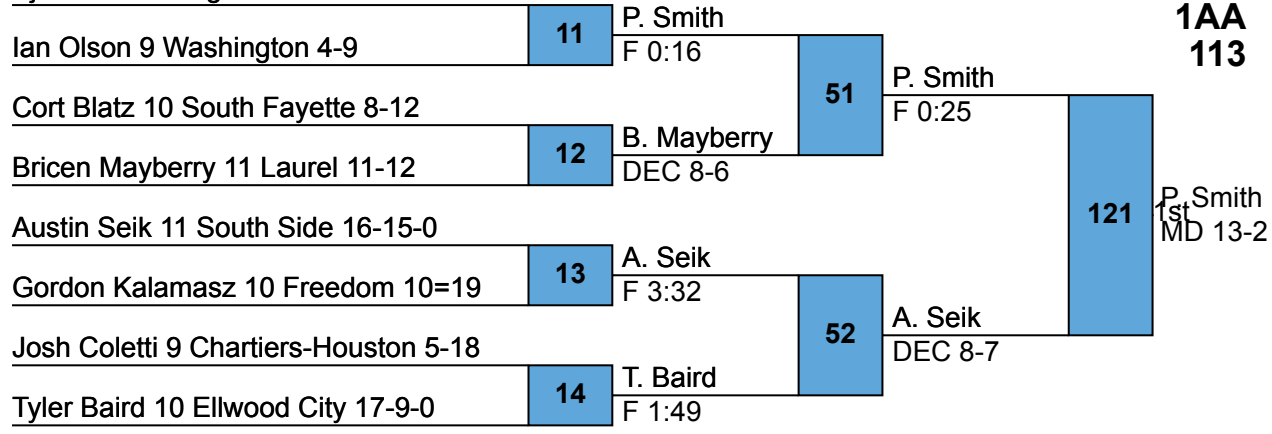 11
P. Smith
1AA
Ian Olson 9 Washington 4-9
F 0:16
113
51
P. Smith
F 0:25
Cort Blatz 10 South Fayette 8-12
12
B. Mayberry
Bricen Mayberry 11 Laurel 11-12
DEC 8-6
121
P. Smith
1st
MD 13-2
Austin Seik 11 South Side 16-15-0
13
A. Seik
Gordon Kalamasz 10 Freedom 10=19
F 3:32
52
A. Seik
DEC 8-7
Josh Coletti 9 Chartiers-Houston 5-18
14
T. Baird
Tyler Baird 10 Ellwood City 17-9-0
F 1:49